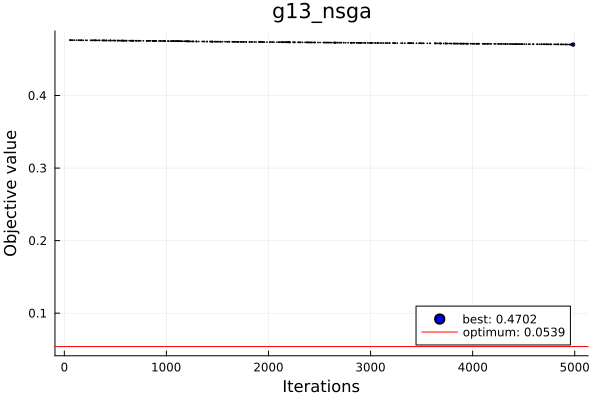 g13_nsga
Objective value
0.4
0.3
0.2
0.1
best: 0.4702
optimum: 0.0539
0 1000 2000 3000 4000 5000
Iterations